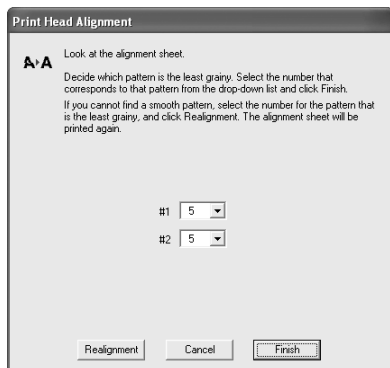 Print Head Alignment
A A
Look at the alignment sheet.
Decide which pattern is the least grainy. Select the number that
corresponds to that pattern from the drop-down list and click Finish.
If you cannot find a smooth pattern, select the number for the pattern that
is the least grainy, and click Realignment. The alignment sheet will be
printed again.
#1 5
#2 5
Realignment Cancel Finish